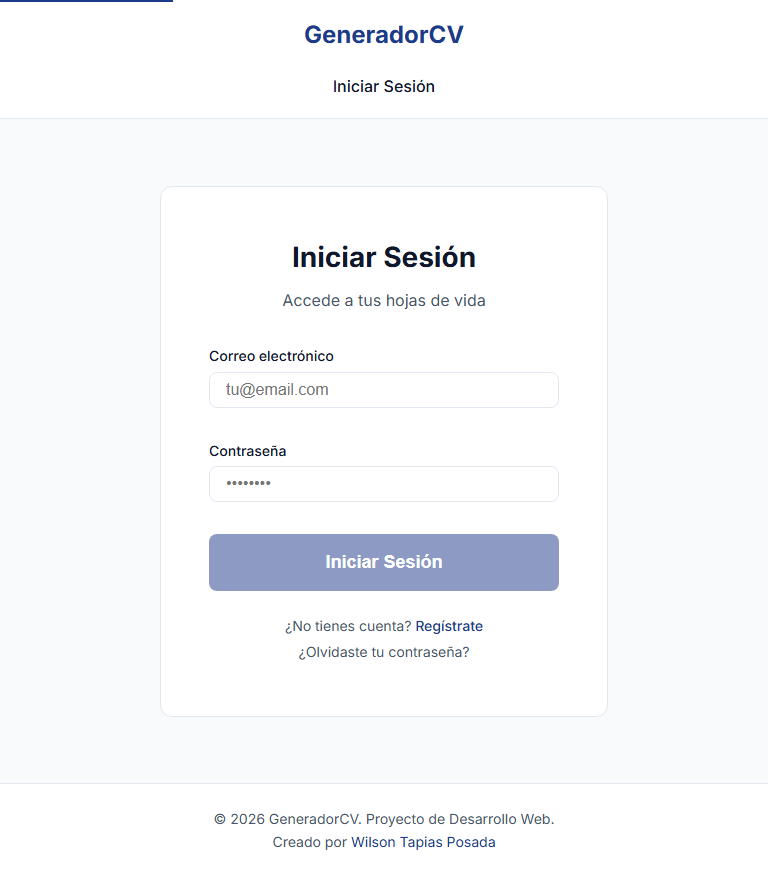 GeneradorCV
Iniciar Sesión
Iniciar Sesión
Accede a tus hojas de vida
Correo electrónico
tu@email.com
Contraseña
••••••••
Iniciar Sesión
¿No tienes cuenta? Regístrate
¿Olvidaste tu contraseña?
© 2026 GeneradorCV. Proyecto de Desarrollo Web.
Creado por Wilson Tapias Posada